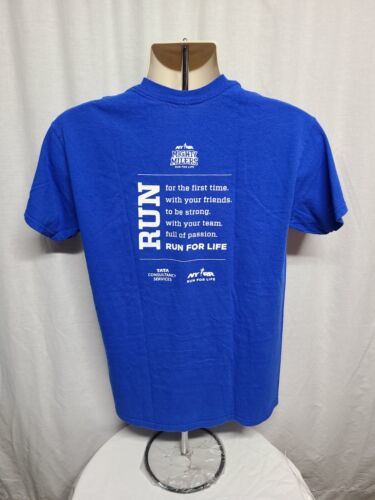 MIGHTY
MILERS
RUN FOR LIFE
RUN
for the first time.
with your friends.
to be strong.
with your team.
full of passion.
RUN FOR LIFE
TATA
CONSULTANCY
SERVICES
NYRR
RUN FOR LIFE